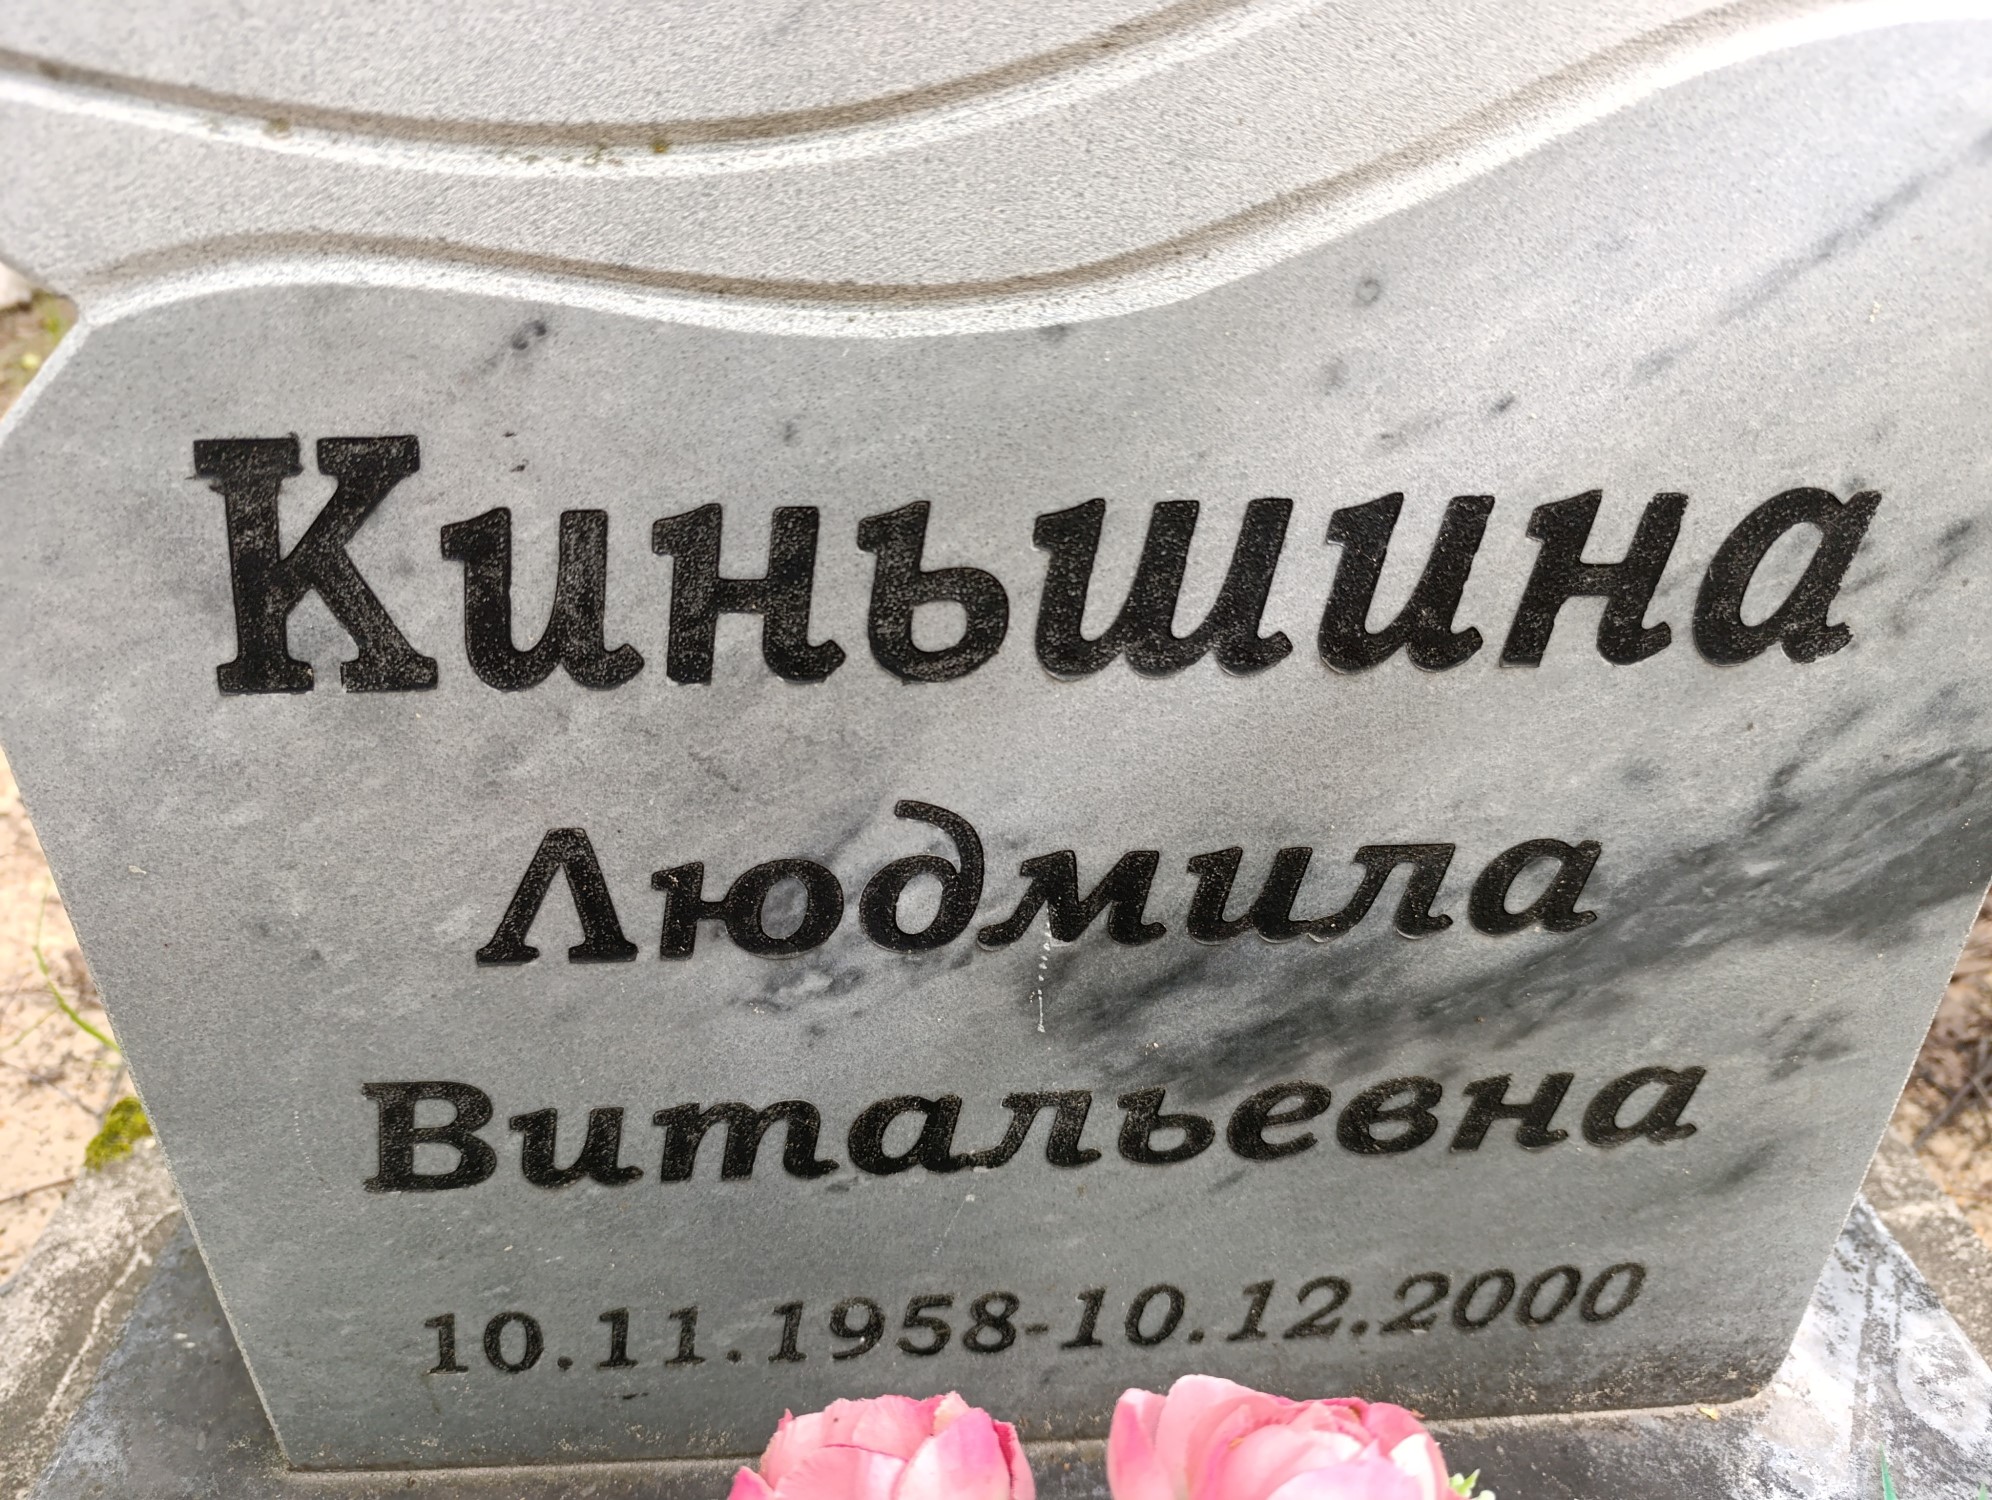 Киньшина
Людмила
Витальевна
10.11.1958-10.12.2000